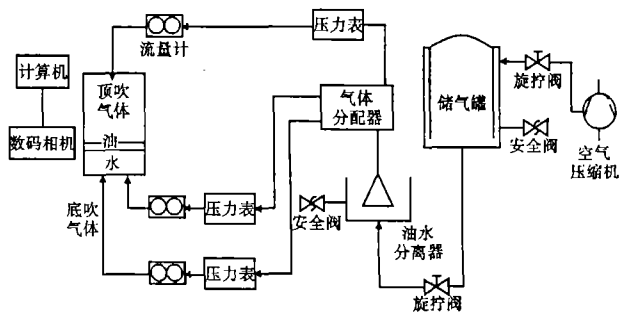 压力表
流量计
计算机
数码相机
顶吹
气体
油
水
气体
分配器
储气罐
旋拧阀
安全阀
空气
压缩机
底吹
气体
压力表
安全阀
油水
分离器
压力表
旋拧阀